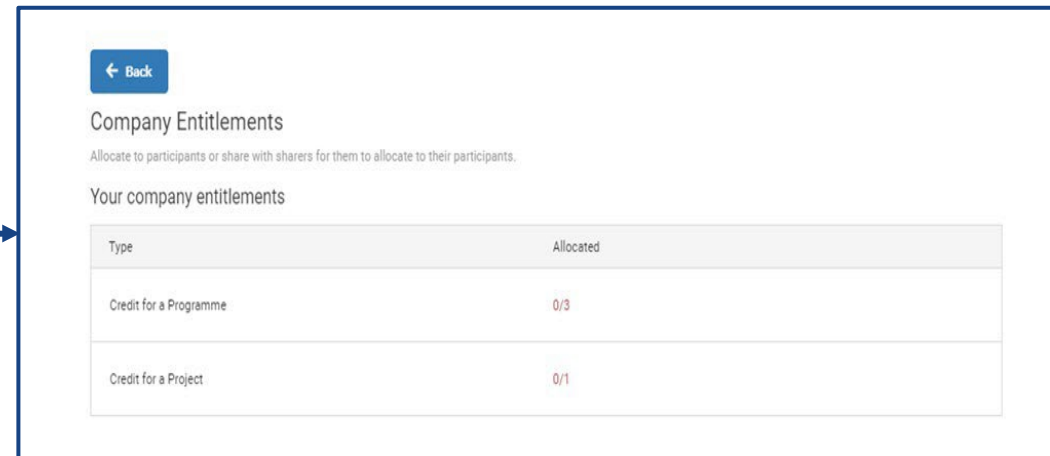 Back
Company Entitlements
Allocate to participants or share with sharers for them to allocate to their participants.
Your company entitlements
Type Allocated
Credit for a Programme 0/3
Credit for a Project 0/1